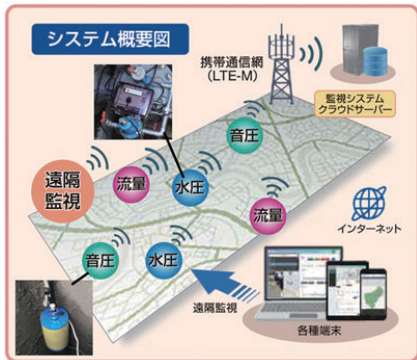 システム概要図
携帯通信網
（LTE-M）
監視システム
クラウドサーバー
音圧
遠隔
監視
流量
水圧
流量
インターネット
音圧
水圧
遠隔監視
各種端末